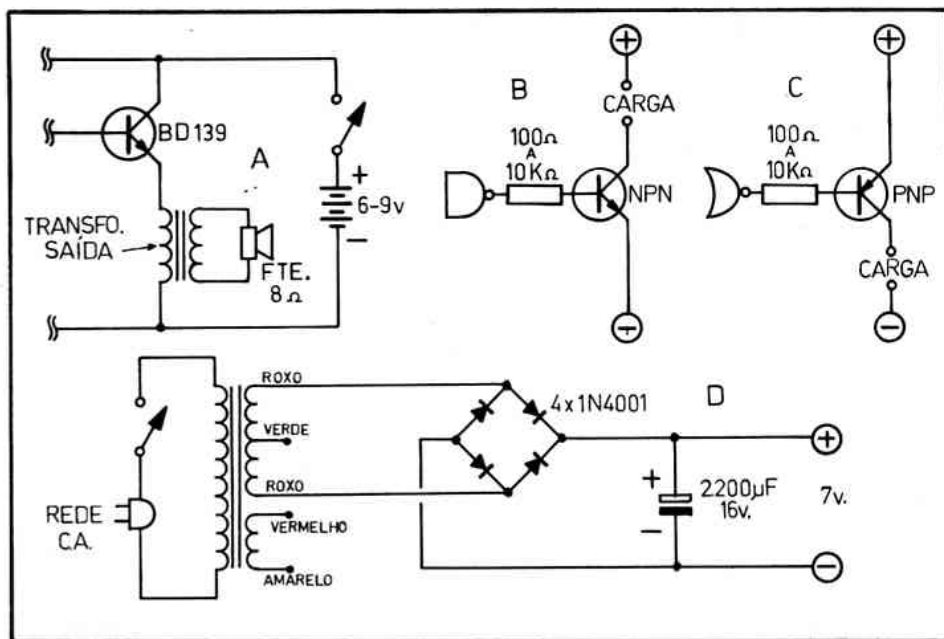 BD139
A
+
6-9v
−
TRANSFO.
SAÍDA
FTE.
8Ω
B
+
CARGA
100Ω
A
10KΩ
NPN
+
C
+
100Ω
A
10KΩ
PNP
CARGA
−
ROXO
VERDE
ROXO
VERMELHO
AMARELO
REDE
C.A.
4x1N4001
D
+
+
2200µF
16v.
−
7v.
−